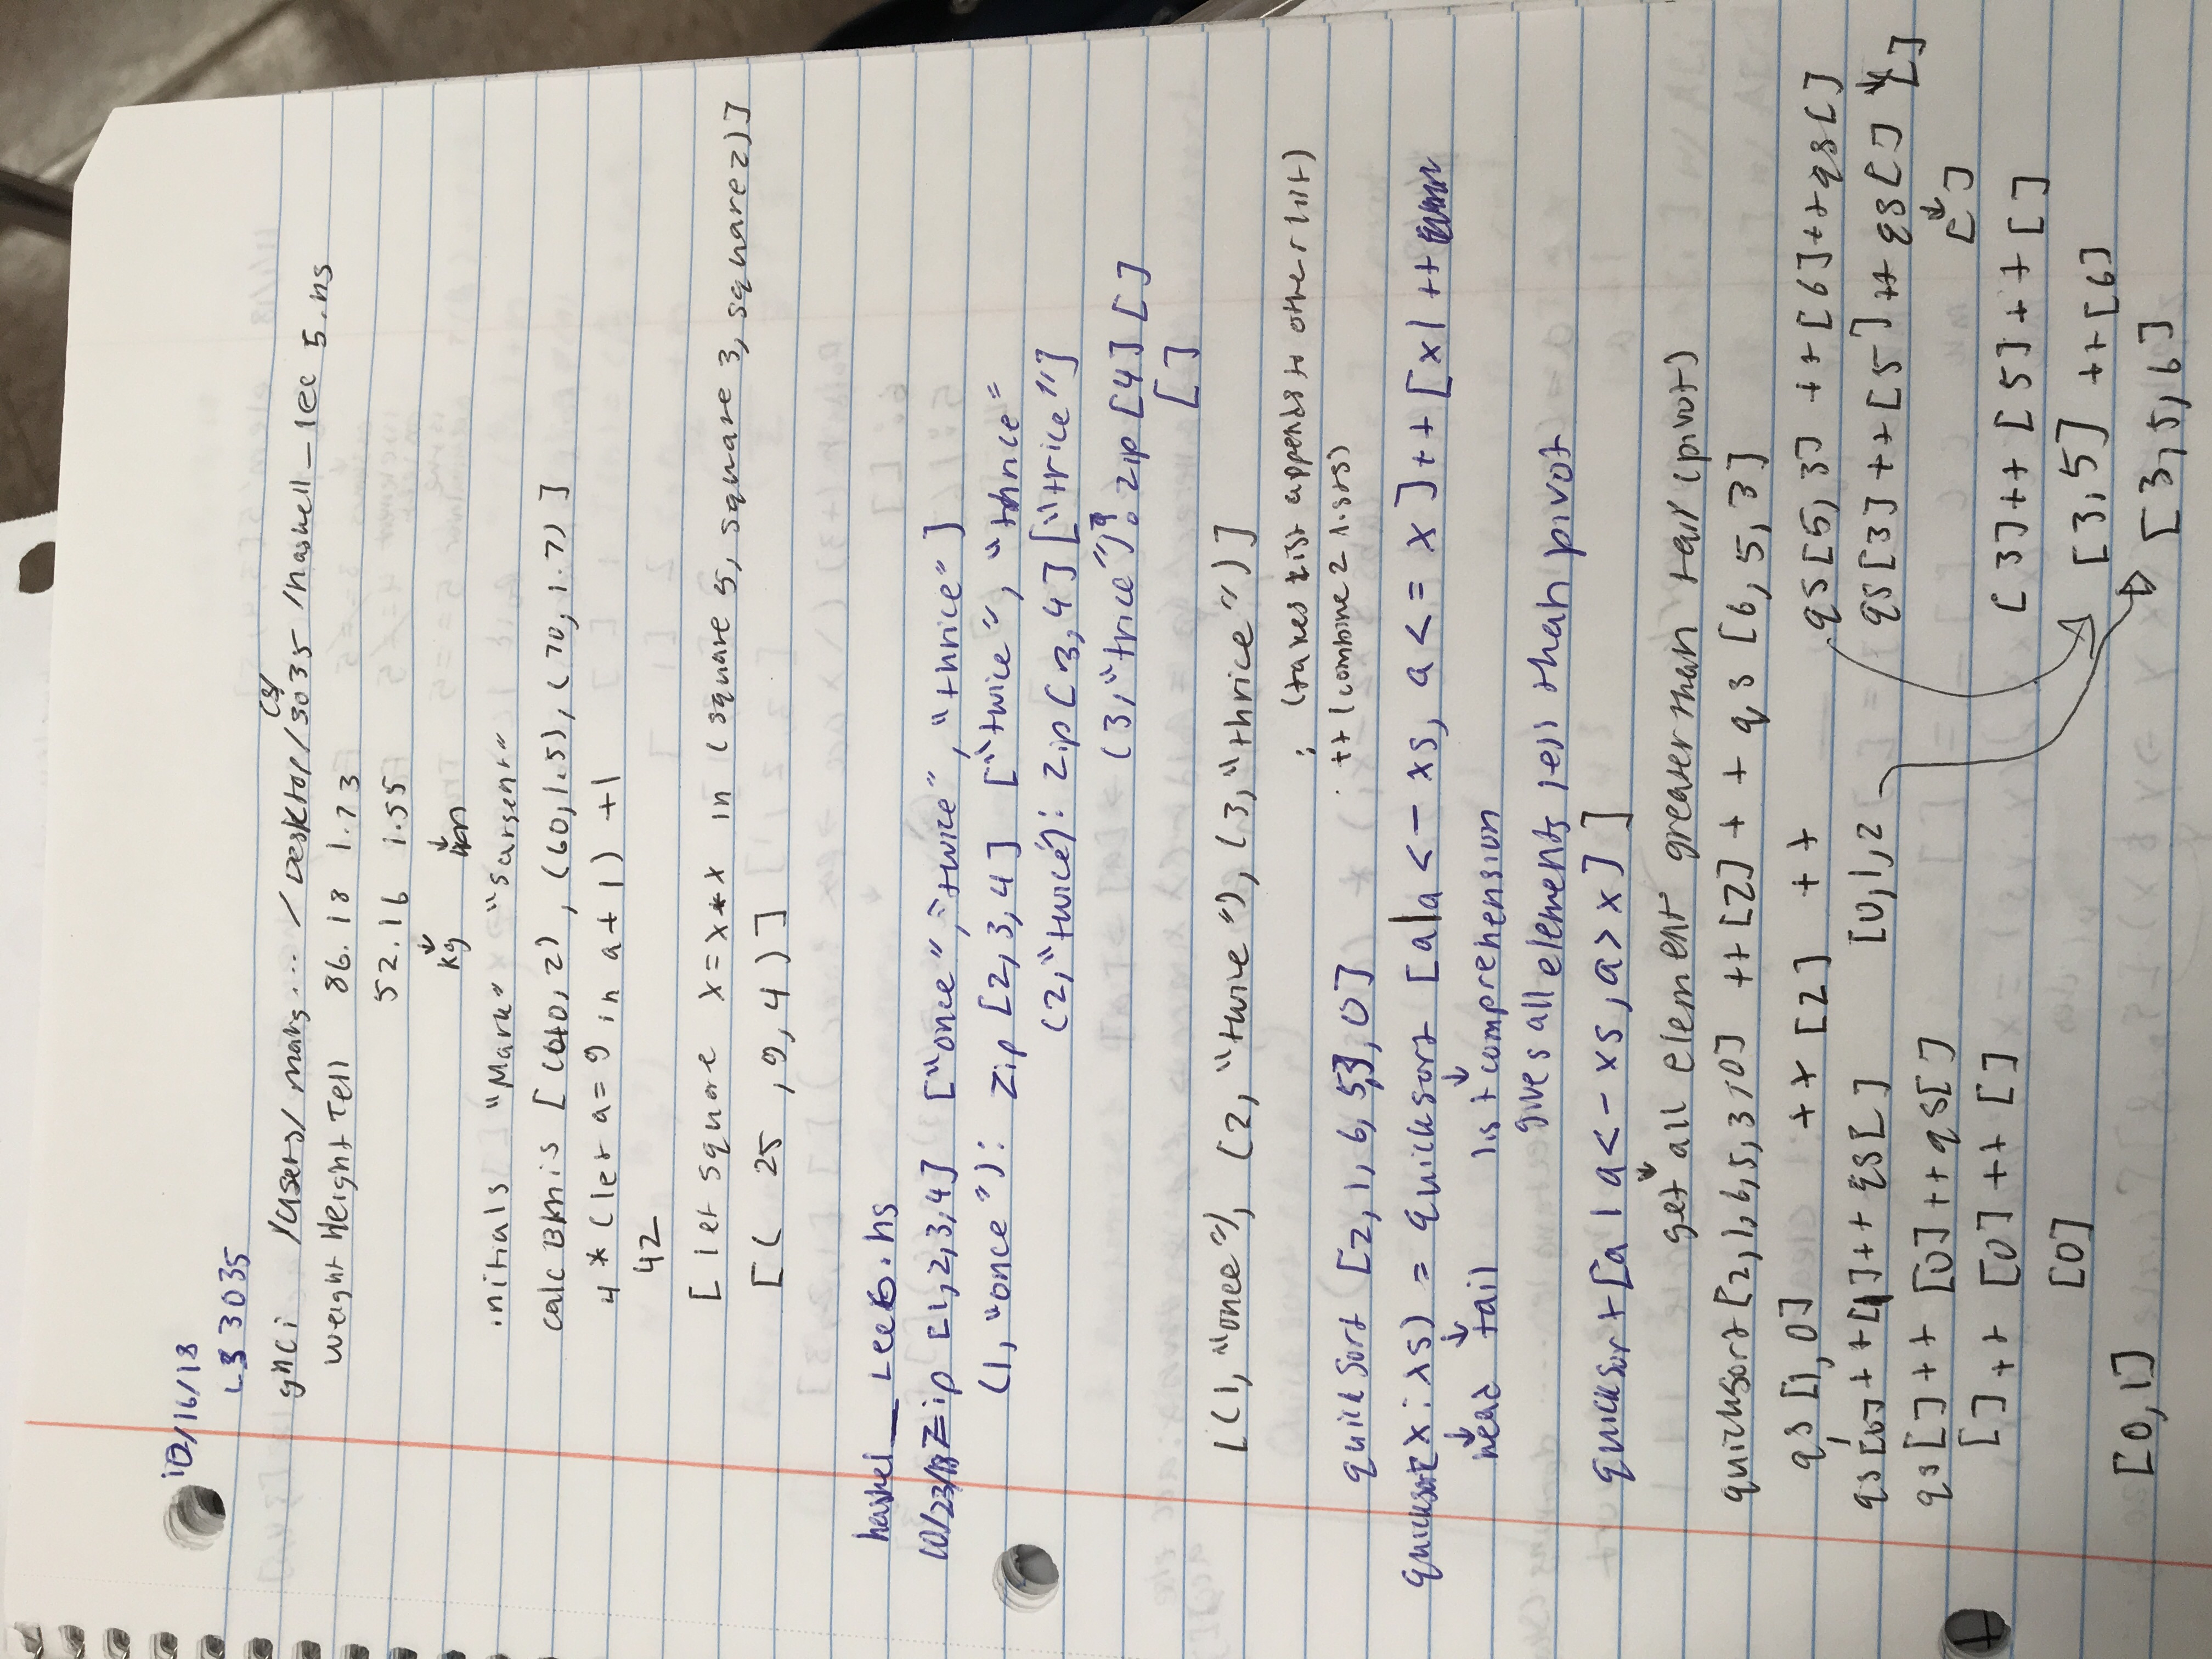 10/16/18
LS 3035
ghci /Users/ mars... / Desktop/CS/3035 /haskell_lec 5.hs
weight Height Tell 86.18 1.73
52.16 1.55
↓ ↓
kg m
initials "Mark" "Sarsent"
calc Bmis [(040,2), (60,1.5), (70, 1.7)]
4 * (let a= 9 in a + 1) +1
42
[ let square x = x * x in (square 5, square 3, square 2)]
[( 25 , 9, 4 )]
haskel_ Lec6.hs
10/23/18 Zip [1,2,3,4] ["once", "twice", "thrice"]
(1, "once"): Zip [2,3,4] ["twice", "thrice"
(2,"twice"): Zip [3,4] ["trice"]
(3,"trice"): zip [4] []
[]
[(1, "once"), (2, "twice"), (3, "thrice")]
: (takes list appends to other list)
++ (combine 2 lists)
quick Sort [2, 1, 6, 5,3, 0]
quicksort(x : xs) = quicksort [a|a <- xs, a <= x ]++ [x] ++
↓ ↓ ↓
head tail list comprehension
gives all elements less than pivot
quicksort [a | a <- xs, a > x] ]
↓
get all element greater than tail (pivot)
quicksort [2,1,6,5,3,0] ++ [2] + + qs [6, 5, 3]
qs [1,0] ++ [2] ++ qs[5, 3] ++ [6] ++ qs[]
qs [0] ++ [1] ++ qs[ ] [0,1,2 qs[3] ++ [5] ++ qs[] []
qs[] ++ [0] ++ qs[] []
[] ++ [0] ++ [] [3] ++ [5] ++ []
[0] [3,5] ++ [6]
[0,1] [3,5,6]